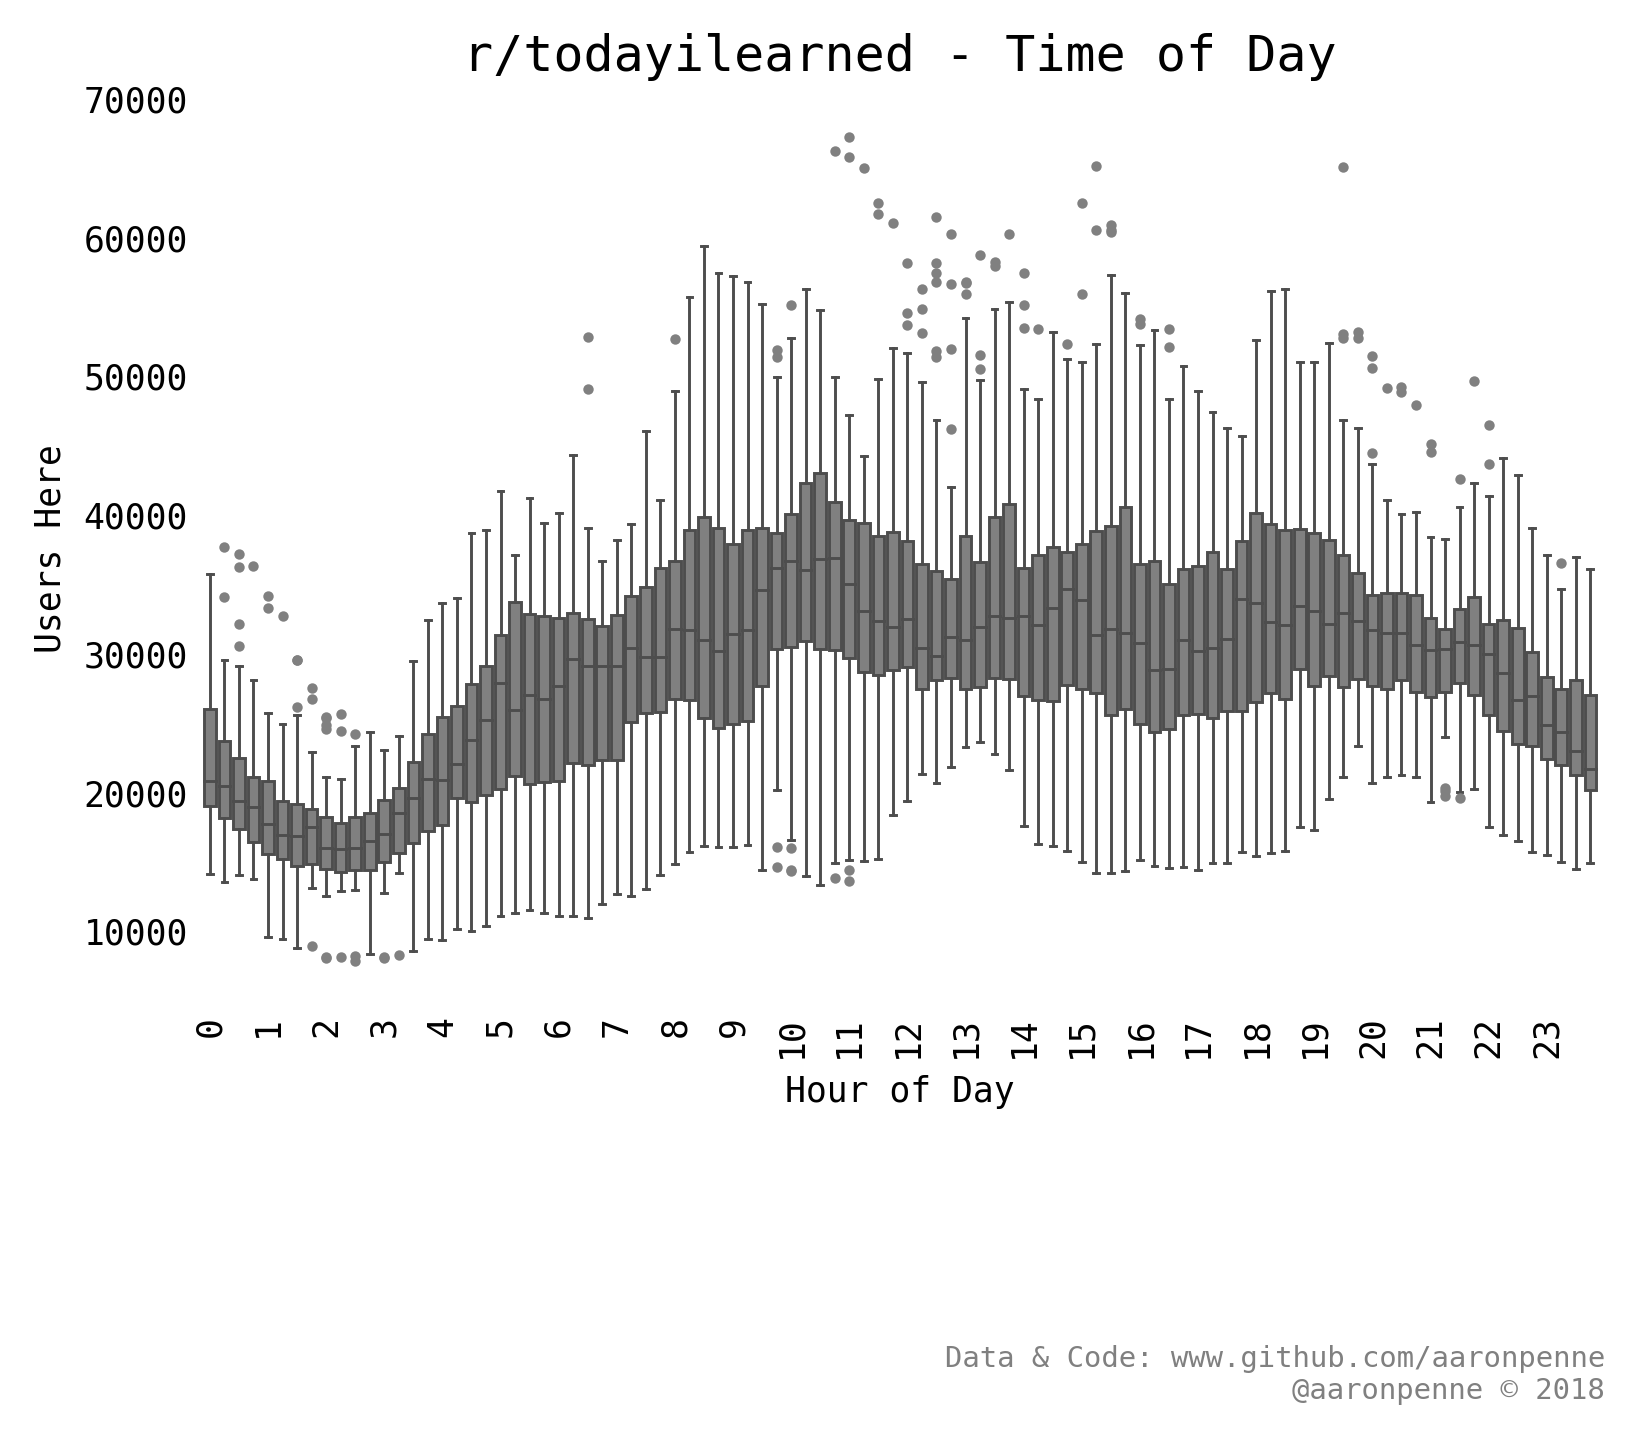 r/todayilearned - Time of Day
70000
60000
50000
40000
30000
20000
10000
Users Here
0 1 2 3 4 5 6 7 8 9 10 11 12 13 14 15 16 17 18 19 20 21 22 23
Hour of Day
Data & Code: www.github.com/aaronpenne
@aaronpenne © 2018